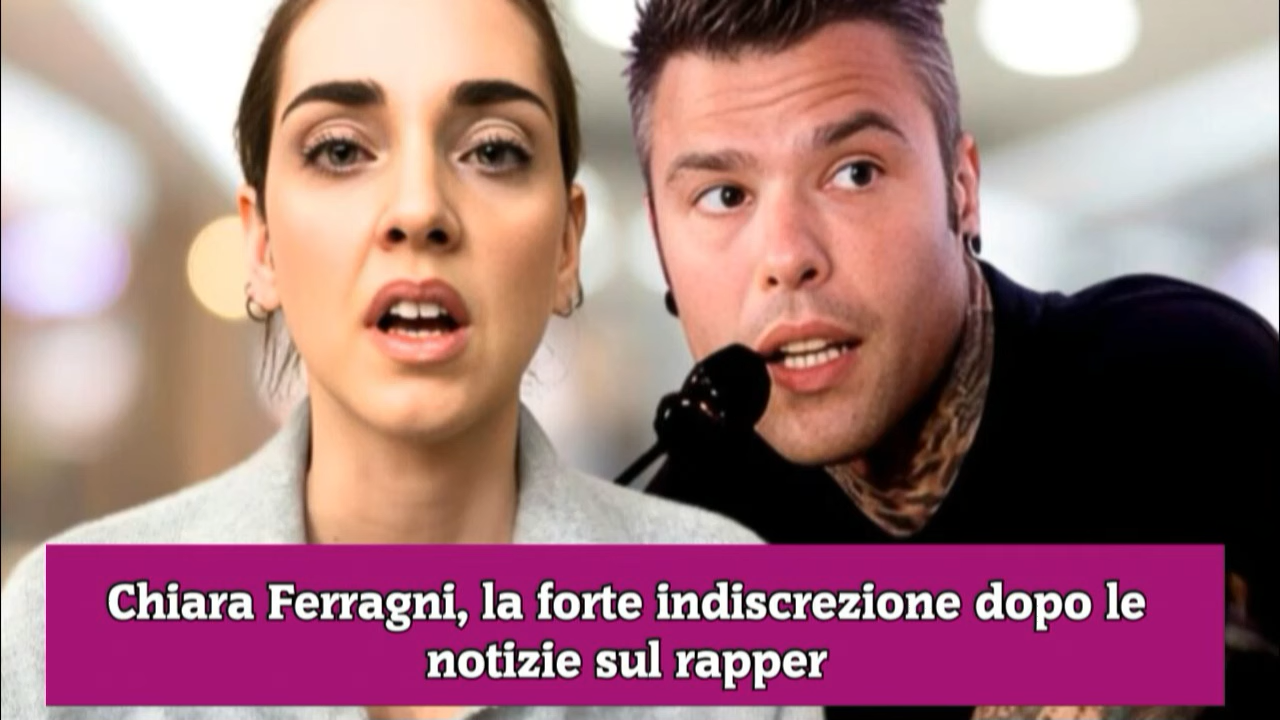 Chiara Ferragni, la forte indiscrezione dopo le
notizie sul rapper